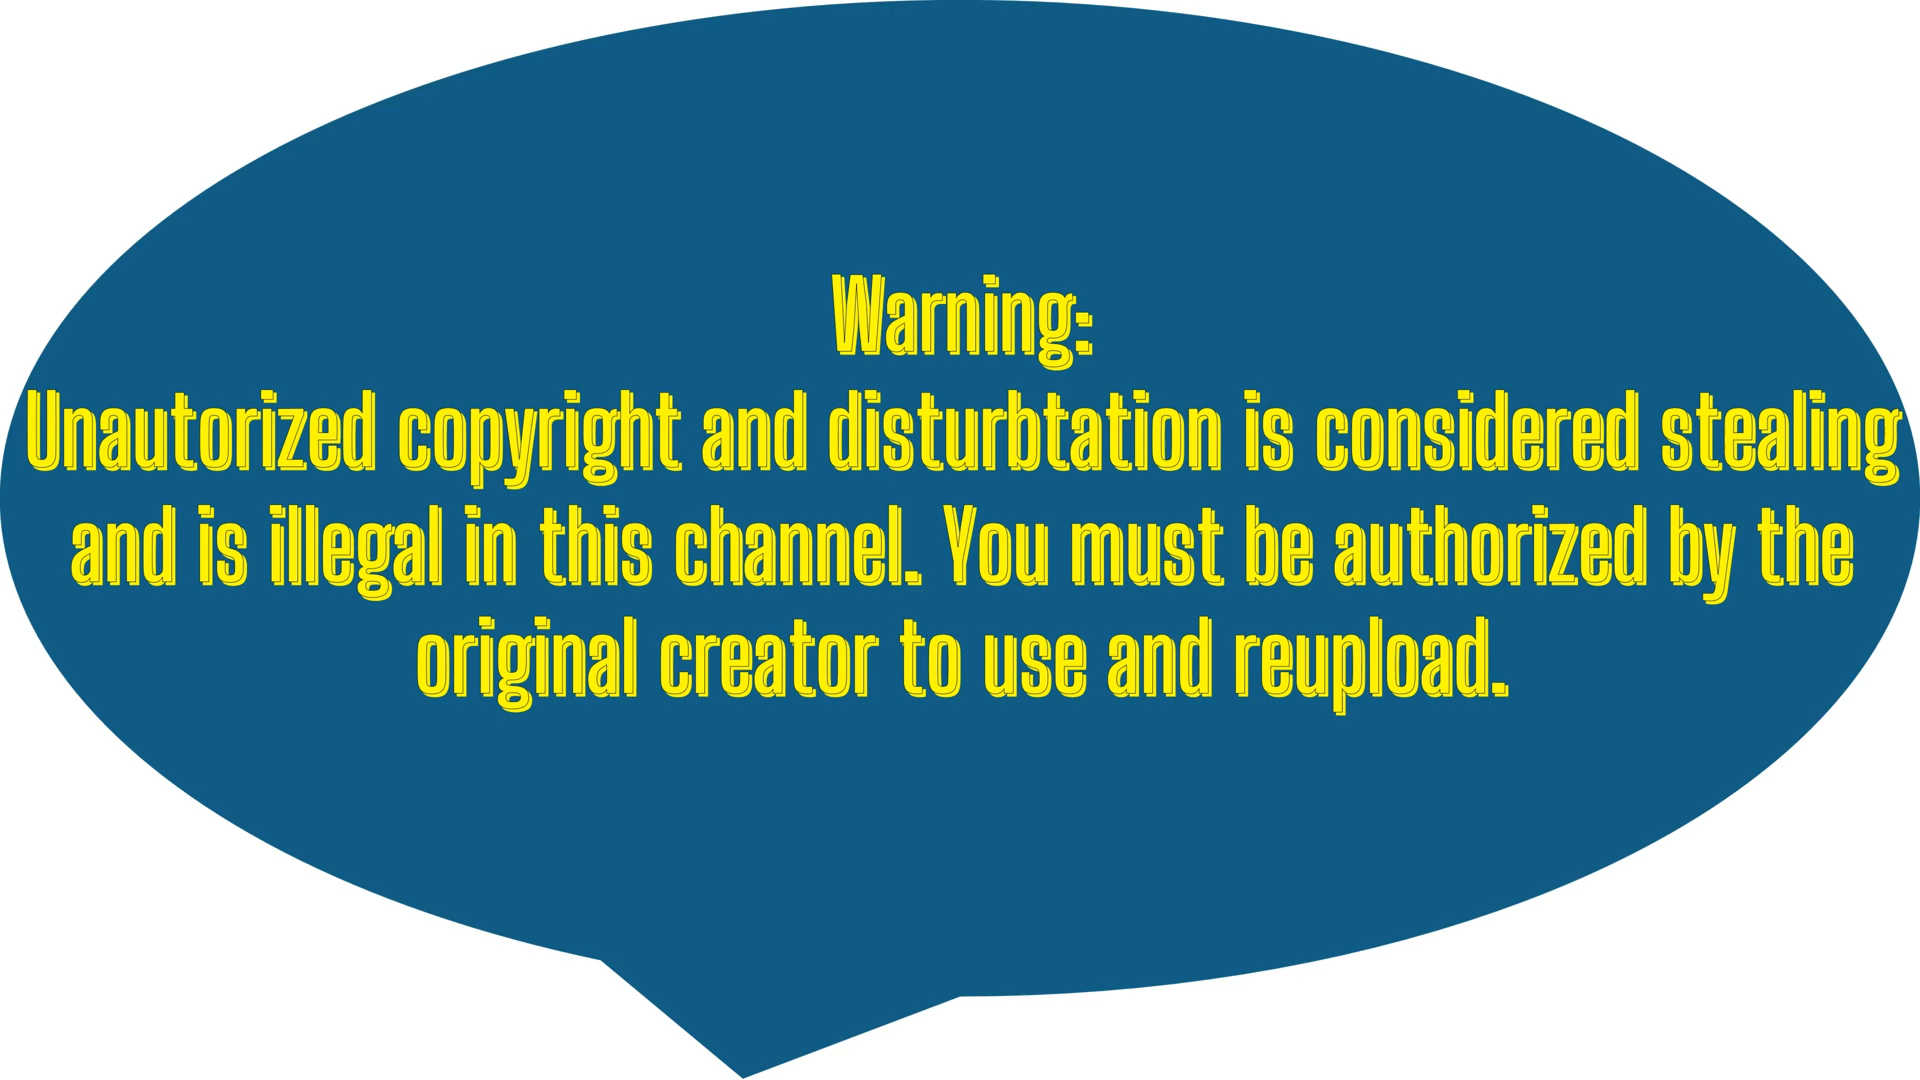 Warning:
Unautorized copyright and disturbtation is considered stealing
and is illegal in this channel. You must be authorized by the
original creator to use and reupload.